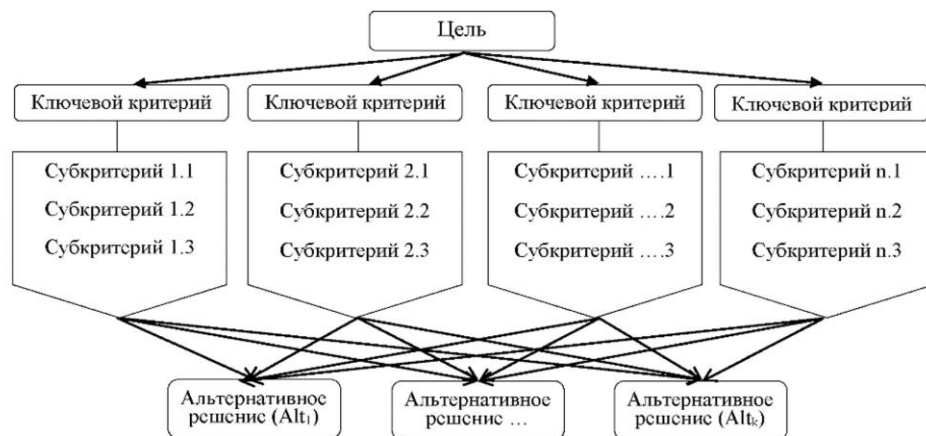 Цель
Ключевой критерий
Ключевой критерий
Ключевой критерий
Ключевой критерий
Субкритерий 1.1
Субкритерий 1.2
Субкритерий 1.3
Субкритерий 2.1
Субкритерий 2.2
Субкритерий 2.3
Субкритерий ….1
Субкритерий ….2
Субкритерий ….3
Субкритерий n.1
Субкритерий n.2
Субкритерий n.3
Альтернативное
решение (Alt₁)
Альтернативное
решение …
Альтернативное
решение (Altₖ)